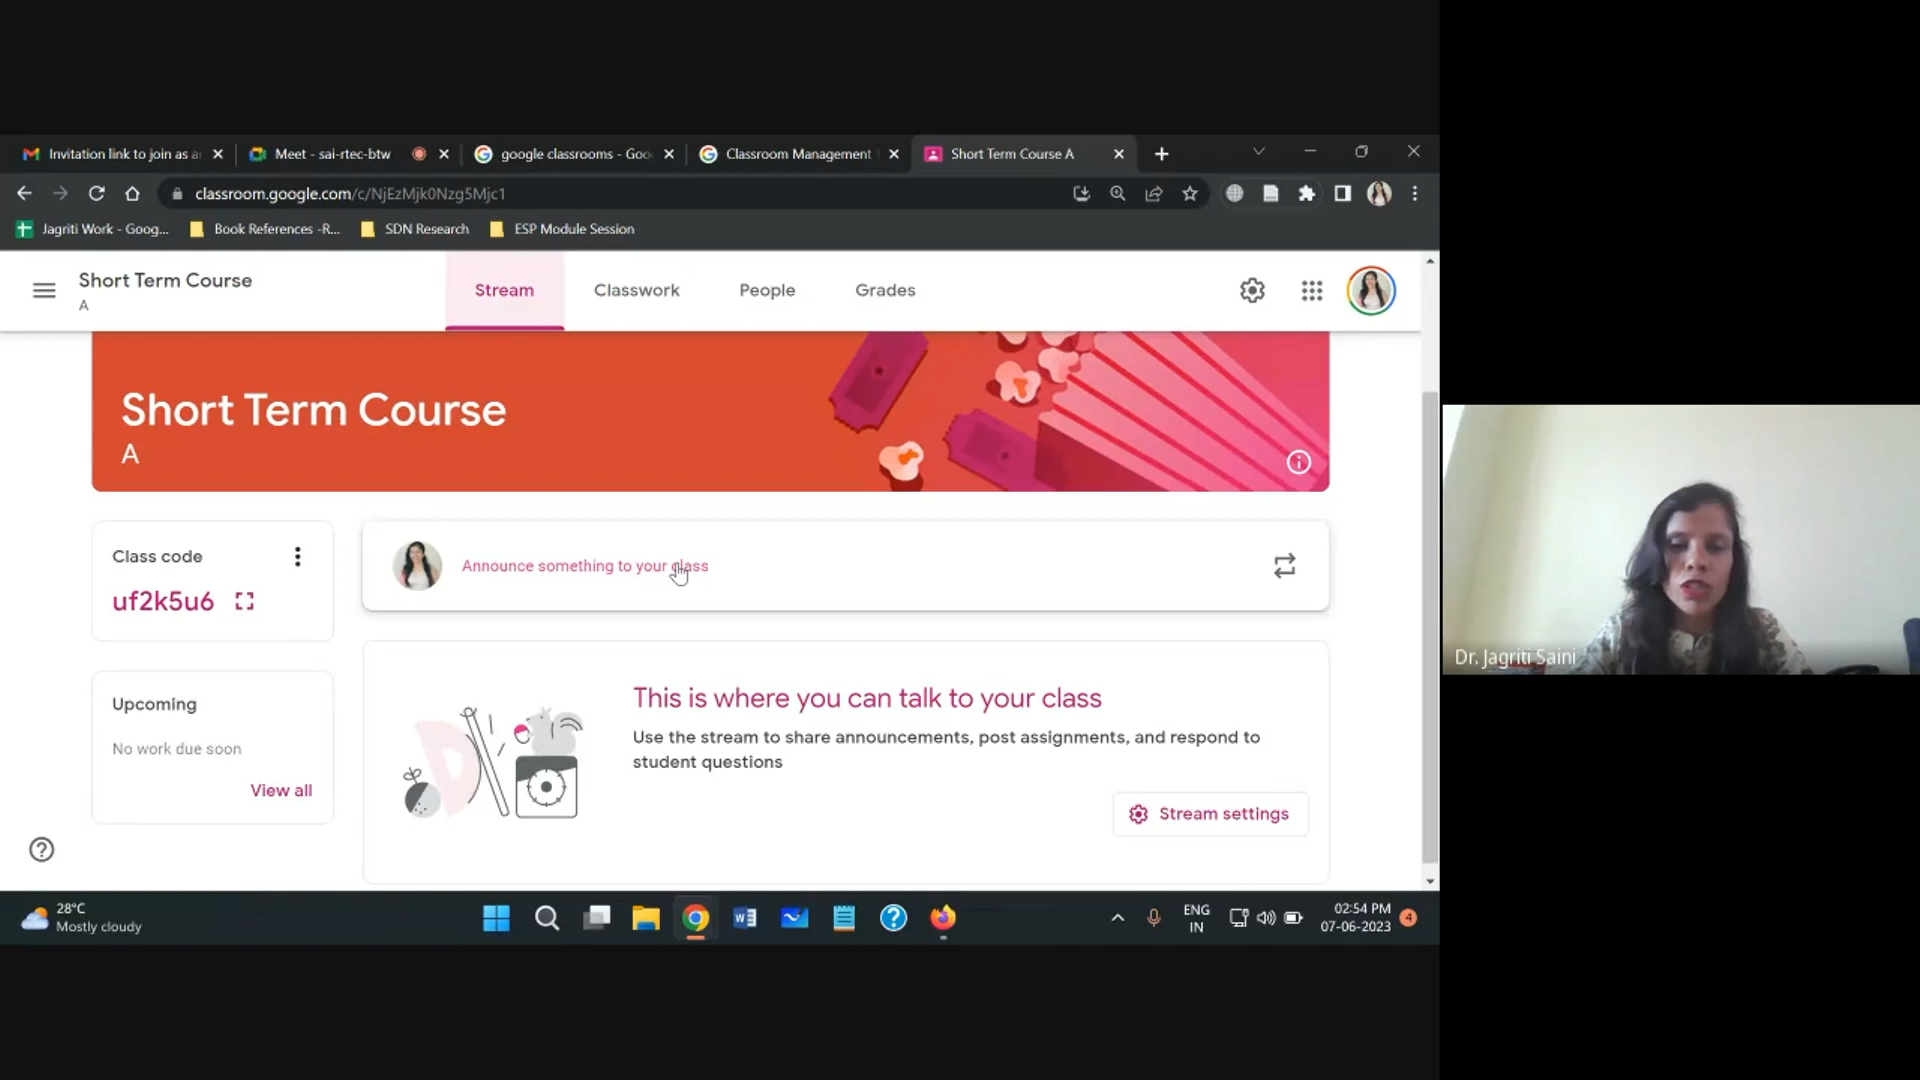 Invitation link to join as a
Meet - sai-rtec-btw
google classrooms - Goo
Classroom Management
Short Term Course A
classroom.google.com/c/NjEzMjk0Nzg5Mjc1
Jagriti Work - Goog...
Book References -R...
SDN Research
ESP Module Session
Short Term Course
A
Stream
Classwork
People
Grades
Short Term Course
A
Class code
uf2k5u6
Announce something to your class
Upcoming
No work due soon
View all
This is where you can talk to your class
Use the stream to share announcements, post assignments, and respond to
student questions
Stream settings
Dr. Jagriti Saini
28°C
Mostly cloudy
ENG
IN
02:54 PM
07-06-2023
4